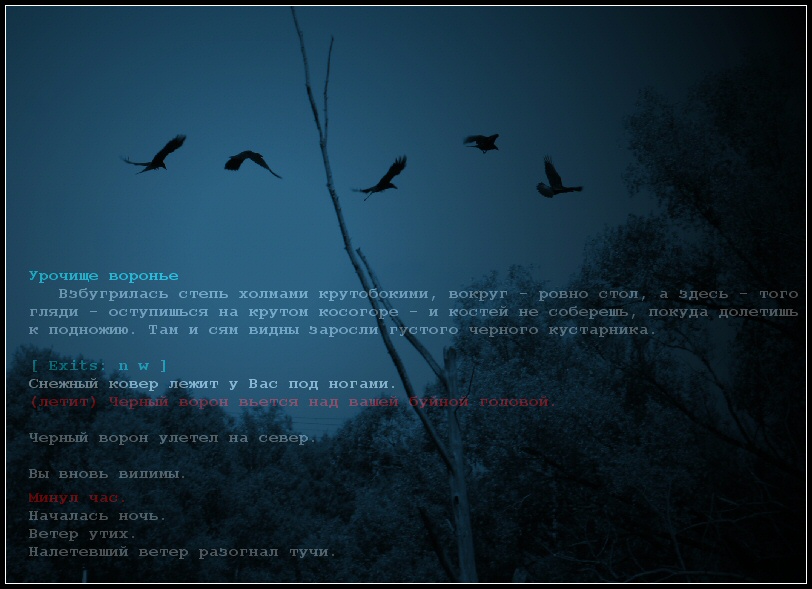 Урочище воронье
Взбугрилась степь холмами крутобокими, вокруг - ровно стол, а здесь - того
гляди - оступишься на крутом косогоре - и костей не соберешь, покуда долетишь
к подножию. Там и сям видны заросли густого черного кустарника.
[ Exits: n w ]
Снежный ковер лежит у Вас под ногами.
(летит) Черный ворон вьется над вашей буйной головой.
Черный ворон улетел на север.
Вы вновь видимы.
Минул час.
Началась ночь.
Ветер утих.
Налетевший ветер разогнал тучи.